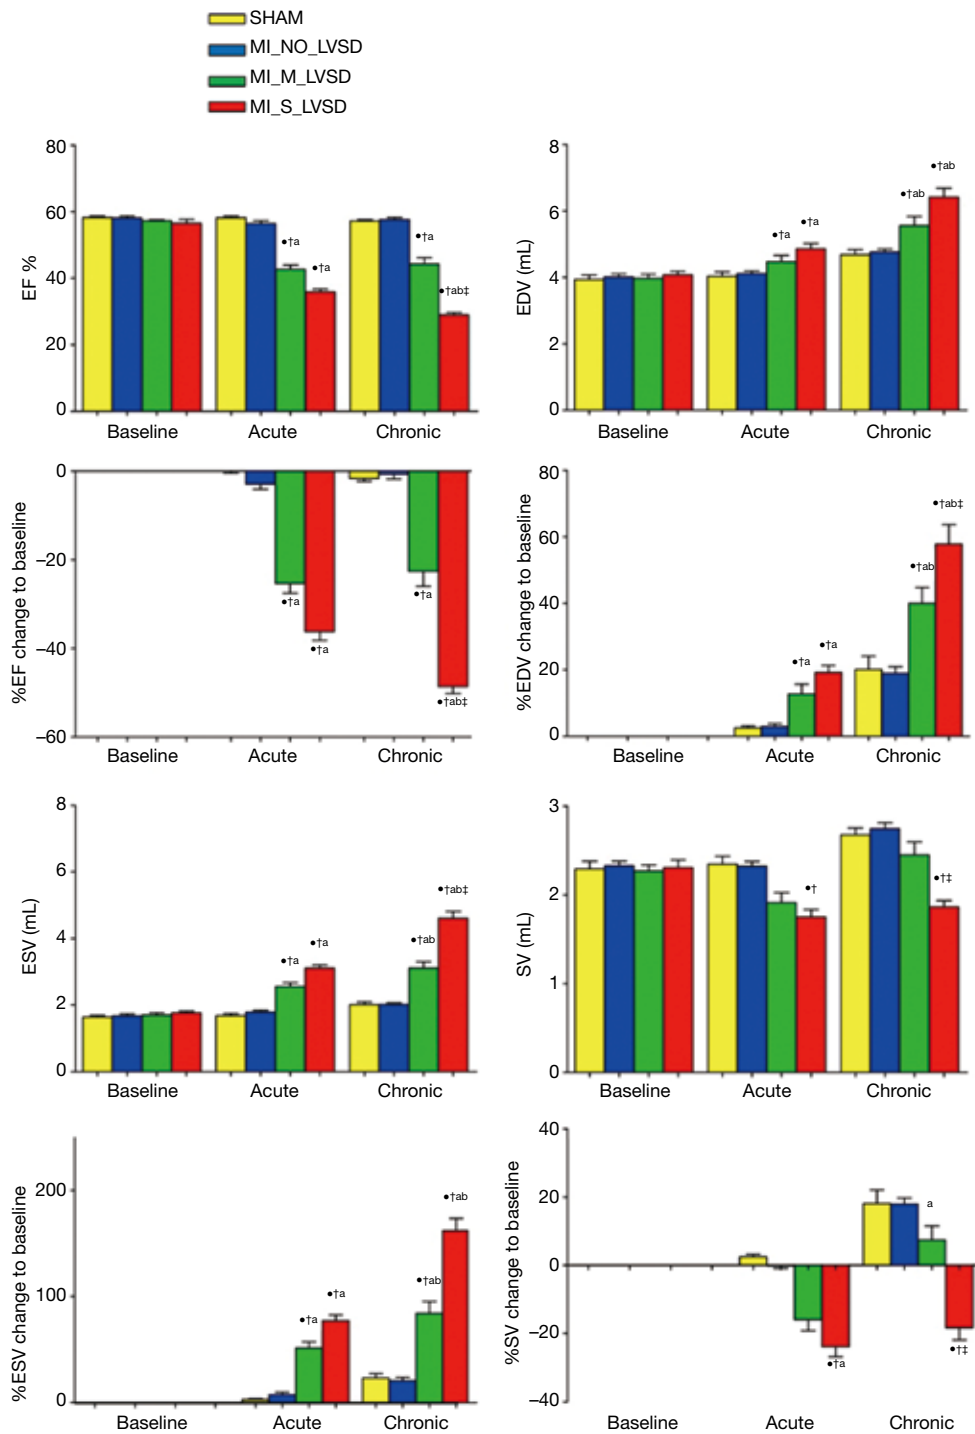 SHAM
MI_NO_LVSD
MI_M_LVSD
MI_S_LVSD
EF %
80
60
40
20
0
•†a
•†a
•†a
•†ab‡
Baseline Acute Chronic
EDV (mL)
8
6
4
2
0
•†a
•†a
•†ab
•†ab
Baseline Acute Chronic
%EF change to baseline
0
–20
–40
–60
•†a
•†a
•†a
•†ab‡
Baseline Acute Chronic
%EDV change to baseline
80
60
40
20
0
•†a
•†a
•†ab
•†ab‡
Baseline Acute Chronic
ESV (mL)
8
6
4
2
0
•†a
•†a
•†ab
•†ab‡
Baseline Acute Chronic
SV (mL)
3
2
1
0
•†
•†‡
Baseline Acute Chronic
%ESV change to baseline
200
100
0
•†a
•†a
•†ab
•†ab
Baseline Acute Chronic
%SV change to baseline
40
20
0
–20
–40
•†a
a
•†‡
Baseline Acute Chronic